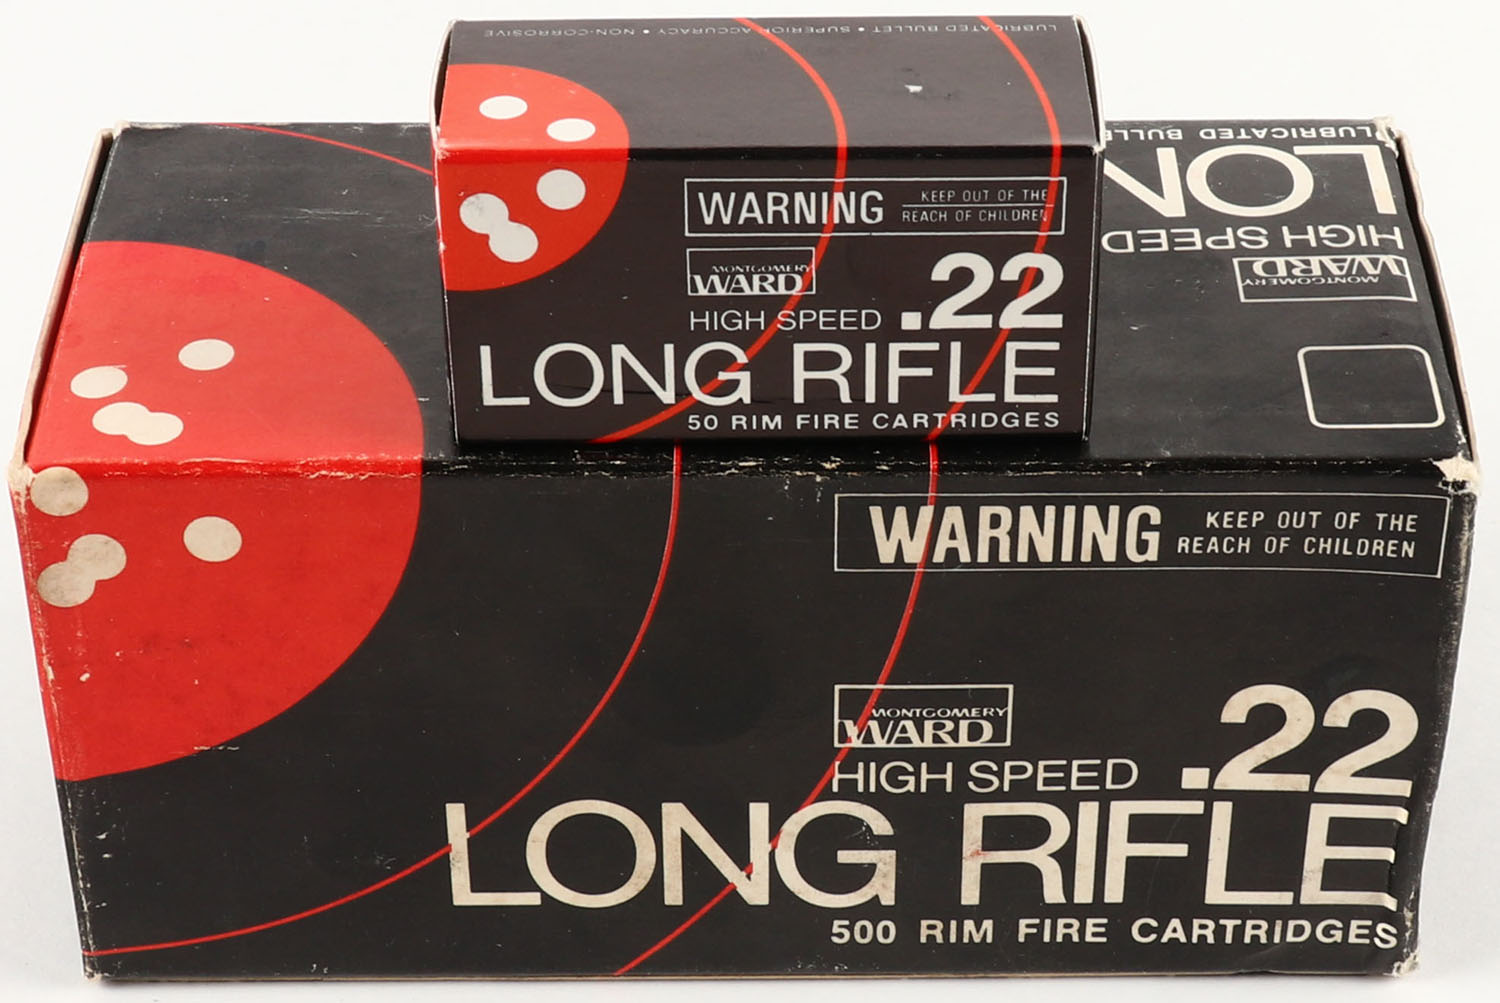 LUBRICATED BULLET • SUPERIOR ACCURACY • NON-CORROSIVE
WARNING KEEP OUT OF THE
REACH OF CHILDREN
MONTGOMERY
WARD
HIGH SPEED .22
LONG RIFLE
50 RIM FIRE CARTRIDGES
LUBRICATED BULLE
LON
HIGH SPEED
MONTGOMERY
WARD
WARNING KEEP OUT OF THE
REACH OF CHILDREN
MONTGOMERY
WARD
HIGH SPEED .22
LONG RIFLE
500 RIM FIRE CARTRIDGES